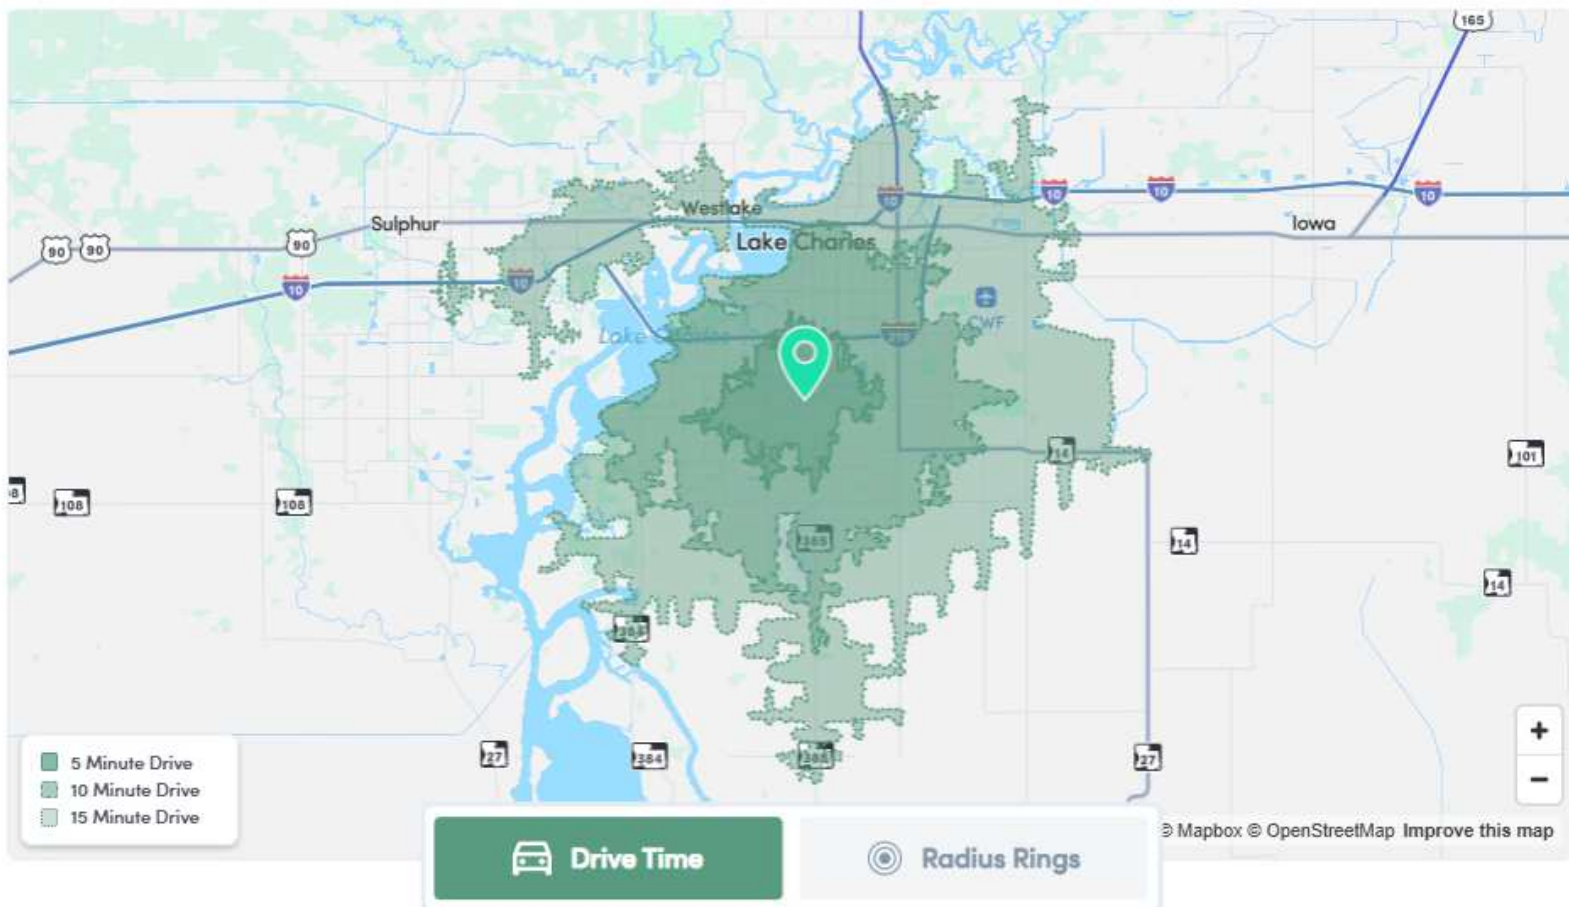 165
10
10
10
10
Westlake
Sulphur
Iowa
90
90
90
Lake Charles
10
10
CWF
Lake Charles
14
101
108
108
385
14
14
384
27
384
385
27
5 Minute Drive
10 Minute Drive
15 Minute Drive
+
−
© Mapbox © OpenStreetMap Improve this map
Drive Time
Radius Rings